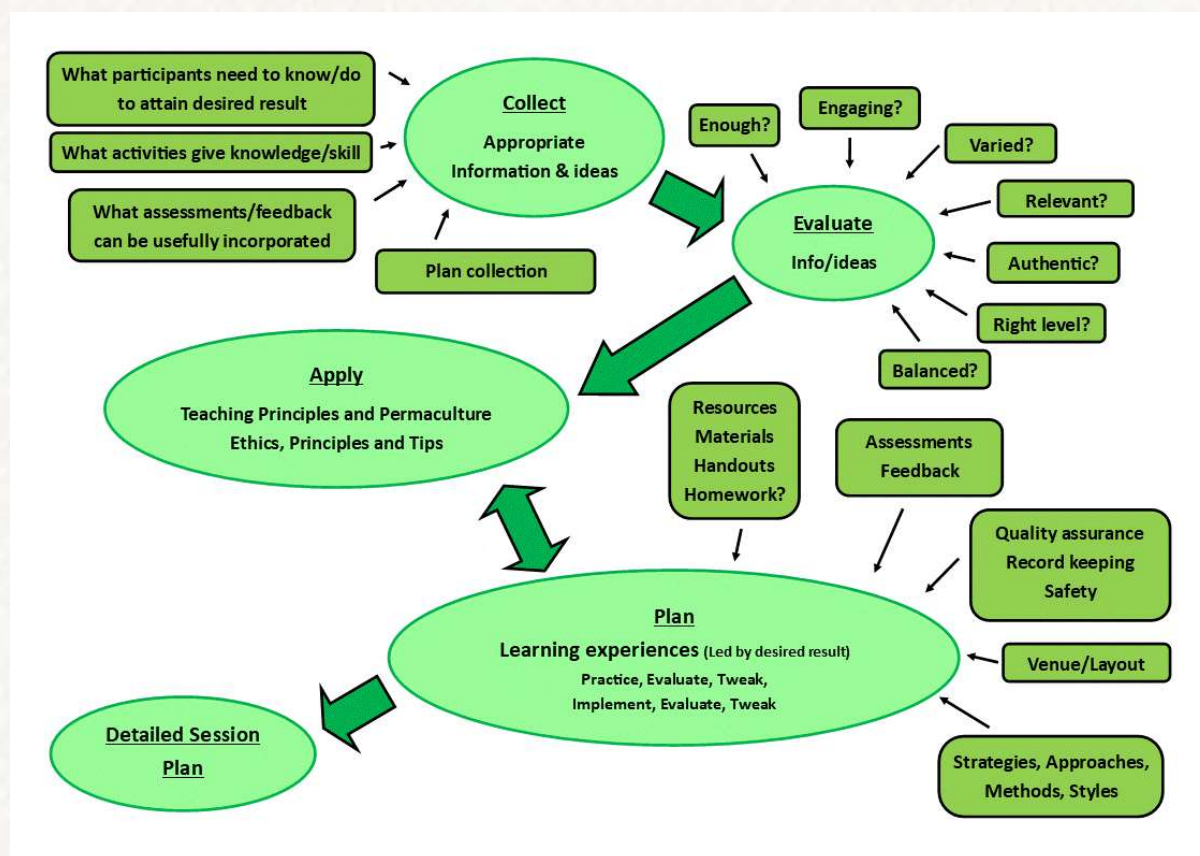 What participants need to know/do
to attain desired result
What activities give knowledge/skill
What assessments/feedback
can be usefully incorporated
Plan collection
Collect
Appropriate
Information & ideas
Enough?
Engaging?
Varied?
Relevant?
Authentic?
Right level?
Balanced?
Evaluate
Info/ideas
Apply
Teaching Principles and Permaculture
Ethics, Principles and Tips
Resources
Materials
Handouts
Homework?
Assessments
Feedback
Quality assurance
Record keeping
Safety
Venue/Layout
Strategies, Approaches,
Methods, Styles
Plan
Learning experiences (Led by desired result)
Practice, Evaluate, Tweak,
Implement, Evaluate, Tweak
Detailed Session
Plan